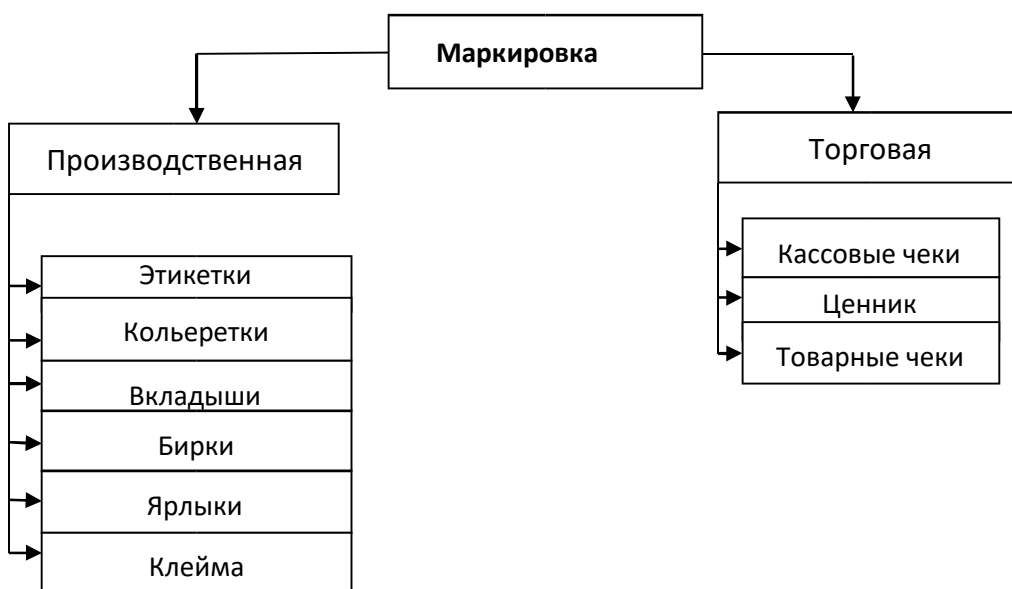 Маркировка
Производственная
Торговая
Этикетки
Кольеретки
Вкладыши
Бирки
Ярлыки
Клейма
Кассовые чеки
Ценник
Товарные чеки